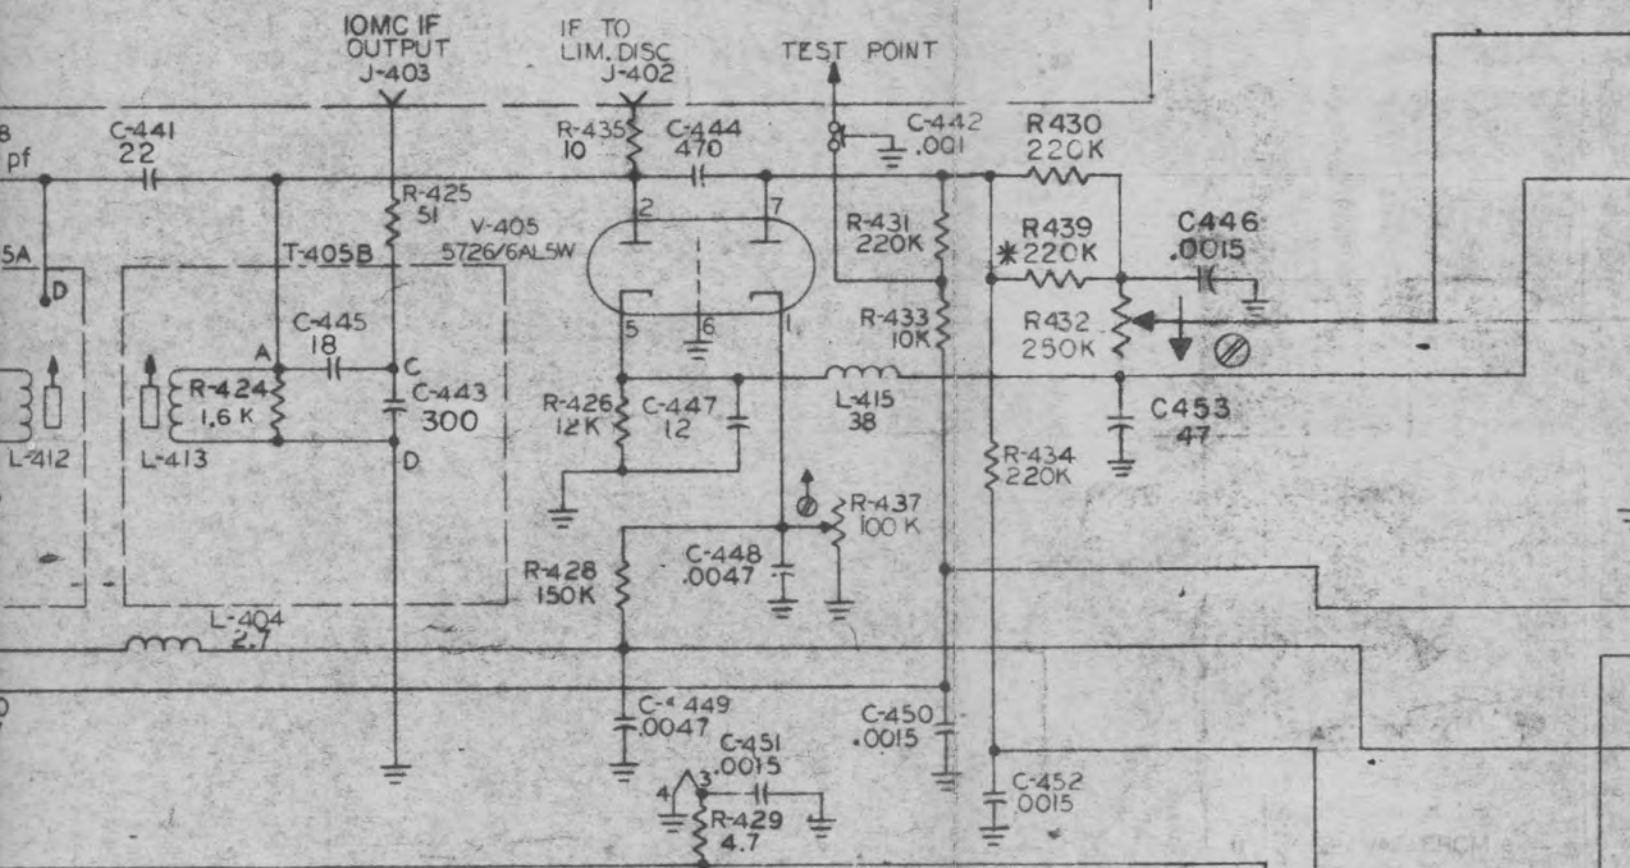 10MC IF
OUTPUT
J-403
IF TO
LIM. DISC
J-402
TEST POINT
B
pf
C-441
22
R-435
10
C-444
470
C-442
.001
R430
220K
R-425
51
V-405
5726/6AL5W
2
7
R-431
220K
R439
*220K
C446
.0015
5A
T-405B
D
C-445
18
A
C
5
6
1
R-433
10K
R432
250K
R-424
1.6 K
C-443
300
R-426
12K
C-447
12
L-415
38
C453
47
L-412
L-413
D
R-434
220K
R-437
100 K
C-448
.0047
R-428
150K
L-404
2.7
C-449
.0047
C-450
.0015
C-451
.0015
4
3
R-429
4.7
C-452
0015